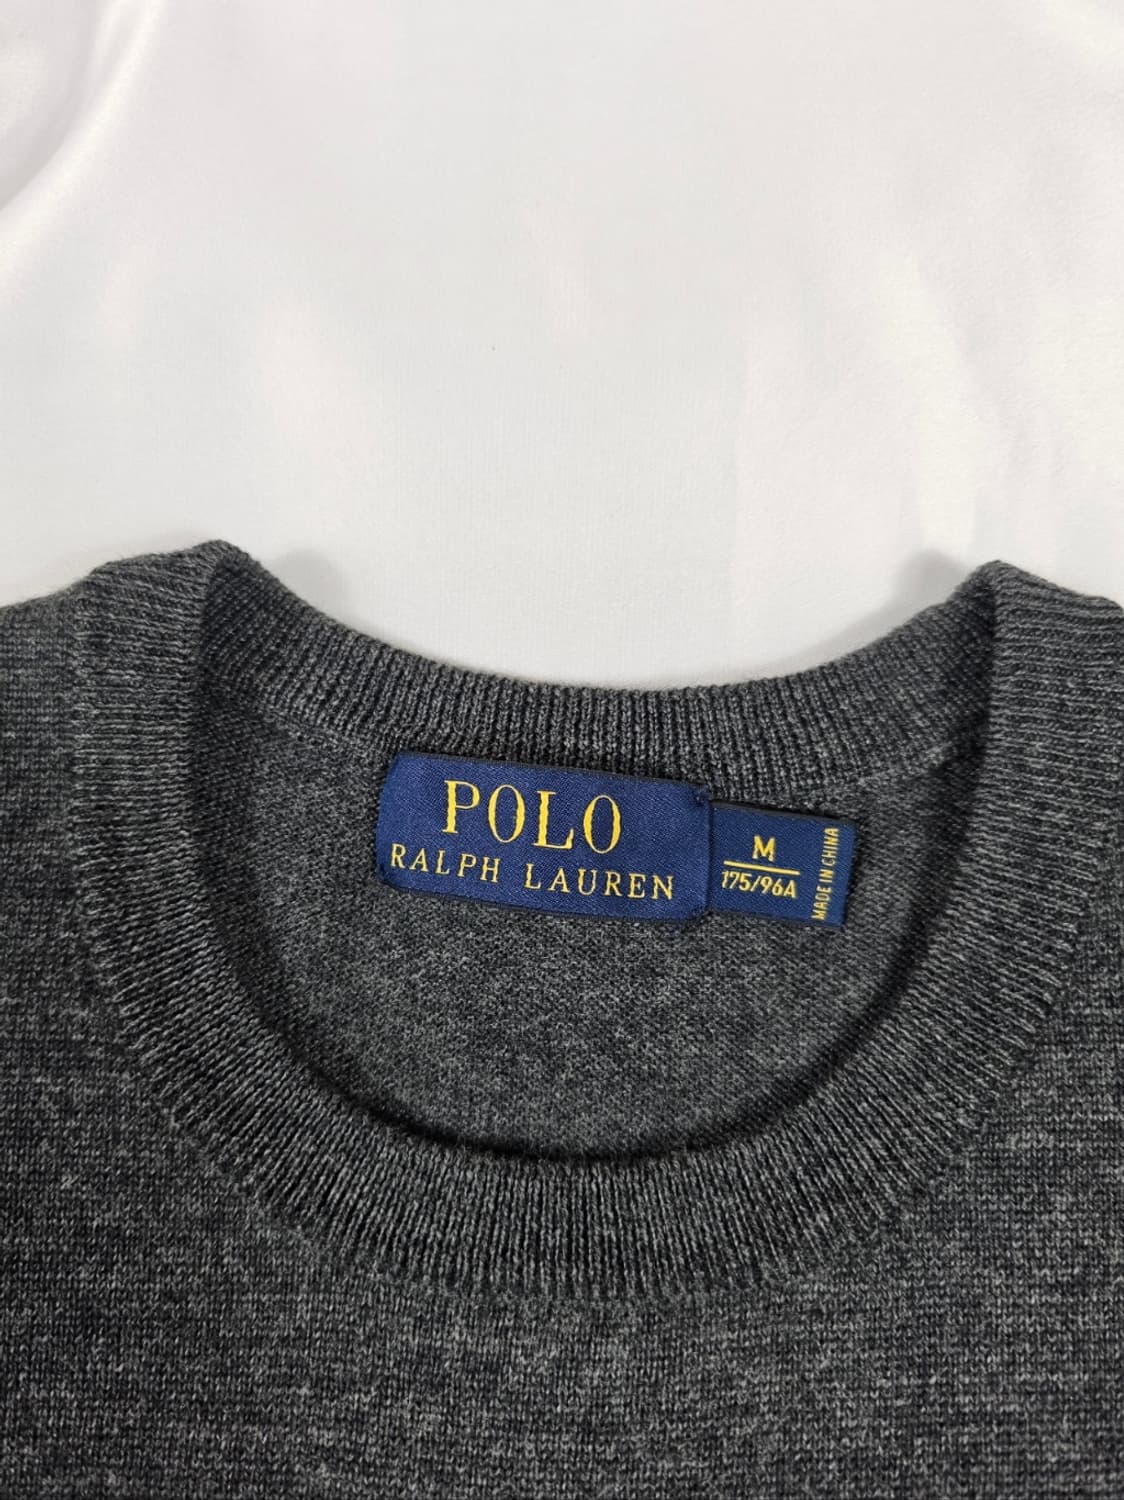 POLO
RALPH LAUREN
M
175/96A
MADE IN CHINA